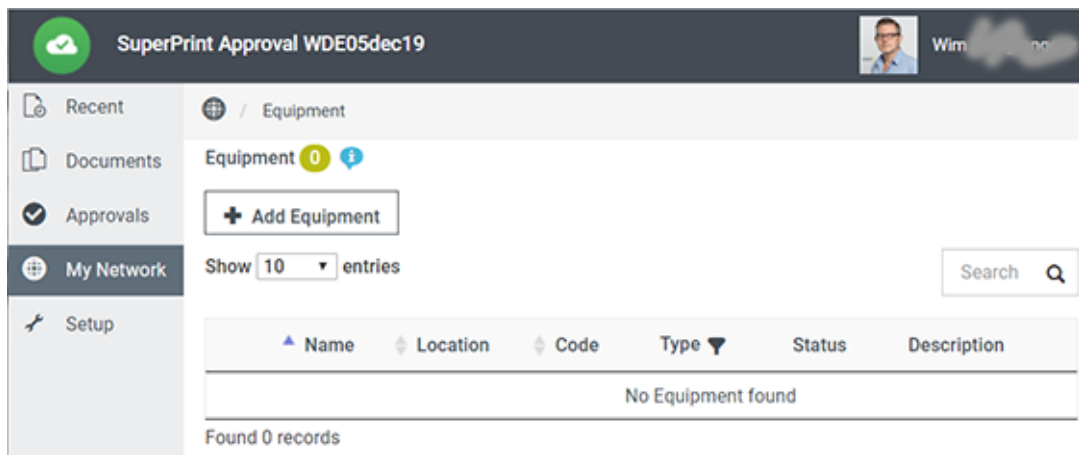 SuperPrint Approval WDE05dec19
Wim
Recent
Documents
Approvals
My Network
Setup
/ Equipment
Equipment 0
Add Equipment
Show 10 entries
Search
Name Location Code Type Status Description
No Equipment found
Found 0 records